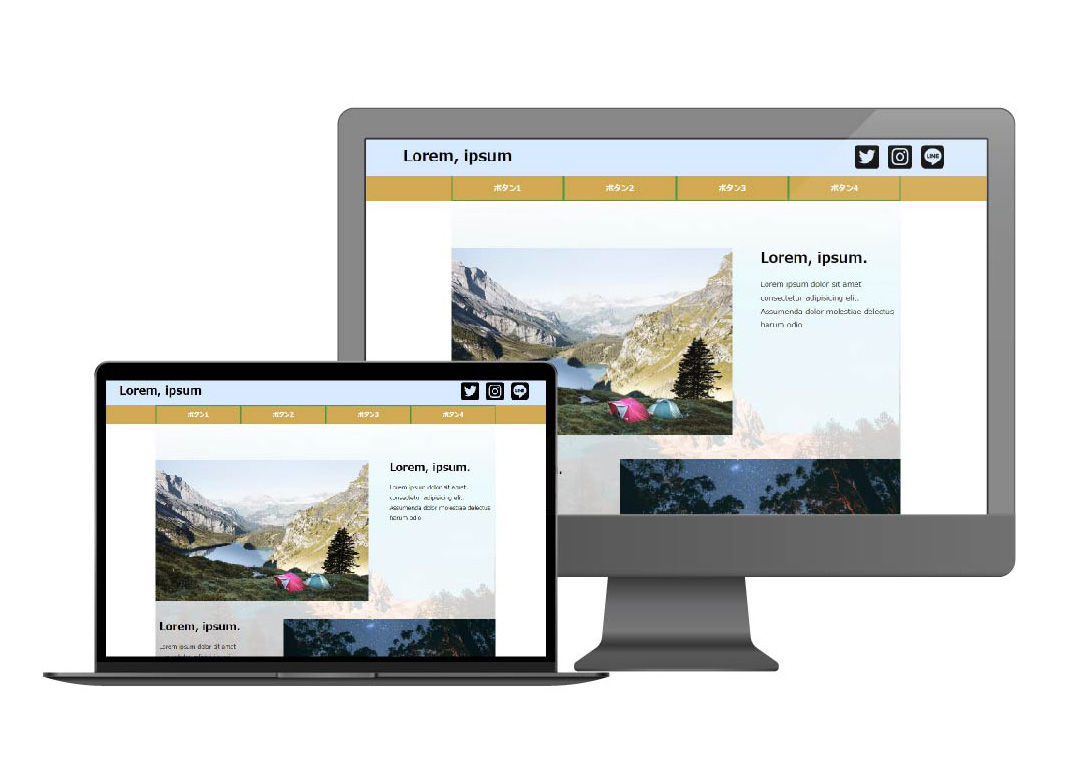 Lorem, ipsum
LINE
ボタン1 ボタン2 ボタン3 ボタン4
Lorem, ipsum.
Lorem ipsum dolor sit amet
consectetur adipisicing elit.
Assumenda dolor molestiae delectus
harum odio
Lorem, ipsum
LINE
ボタン1 ボタン2 ボタン3 ボタン4
Lorem, ipsum.
Lorem ipsum dolor sit amet
consectetur adipisicing elit.
Assumenda dolor molestiae delectus
harum odio
Lorem, ipsum.
Lorem ipsum dolor sit amet